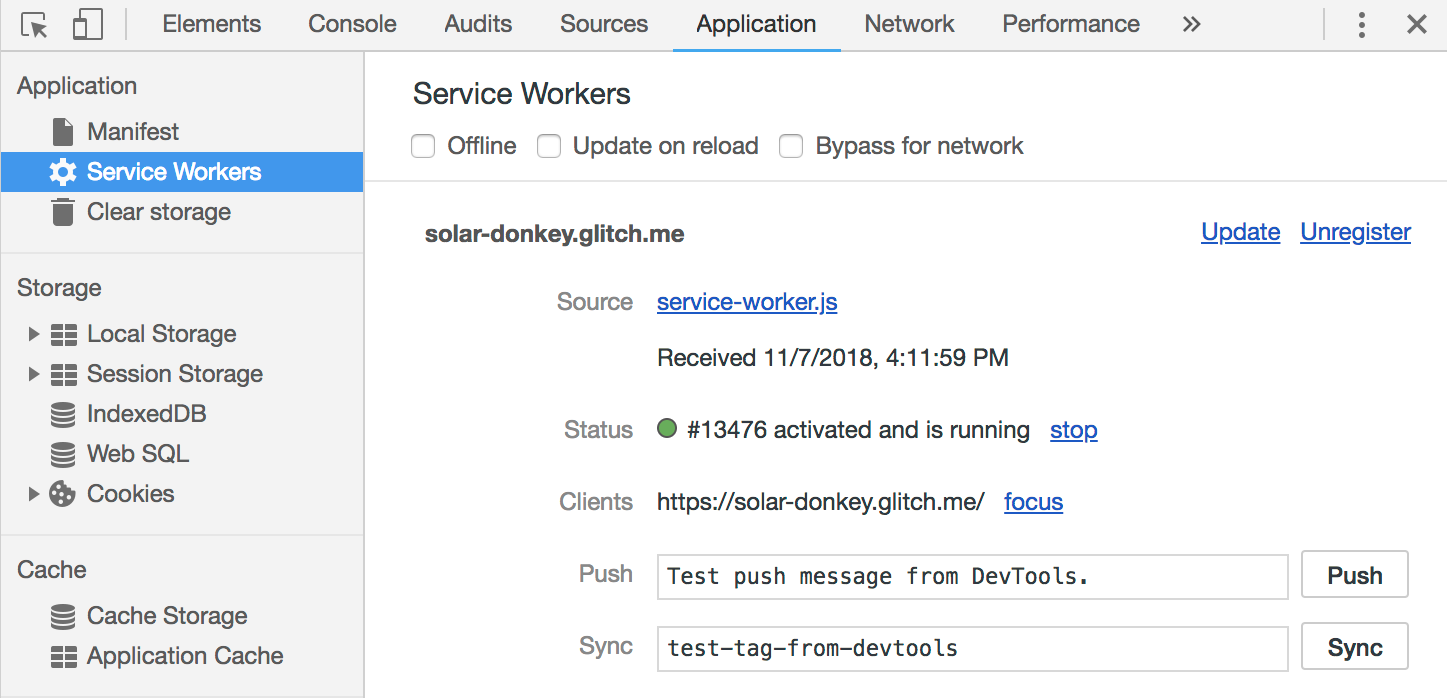 Elements Console Audits Sources Application Network Performance »
Application
Manifest
Service Workers
Clear storage
Storage
Local Storage
Session Storage
IndexedDB
Web SQL
Cookies
Cache
Cache Storage
Application Cache
Service Workers
Offline Update on reload Bypass for network
solar-donkey.glitch.me Update Unregister
Source service-worker.js
Received 11/7/2018, 4:11:59 PM
Status #13476 activated and is running stop
Clients https://solar-donkey.glitch.me/ focus
Push Test push message from DevTools. Push
Sync test-tag-from-devtools Sync